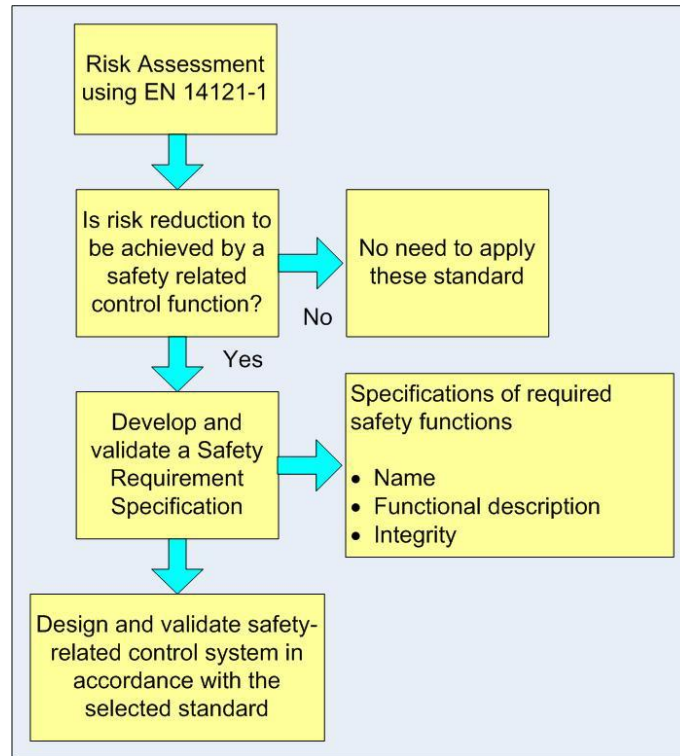 Risk Assessment
using EN 14121-1
Is risk reduction to
be achieved by a
safety related
control function?
No need to apply
these standard
No
Yes
Develop and
validate a Safety
Requirement
Specification
Specifications of required
safety functions
• Name
• Functional description
• Integrity
Design and validate safety-
related control system in
accordance with the
selected standard